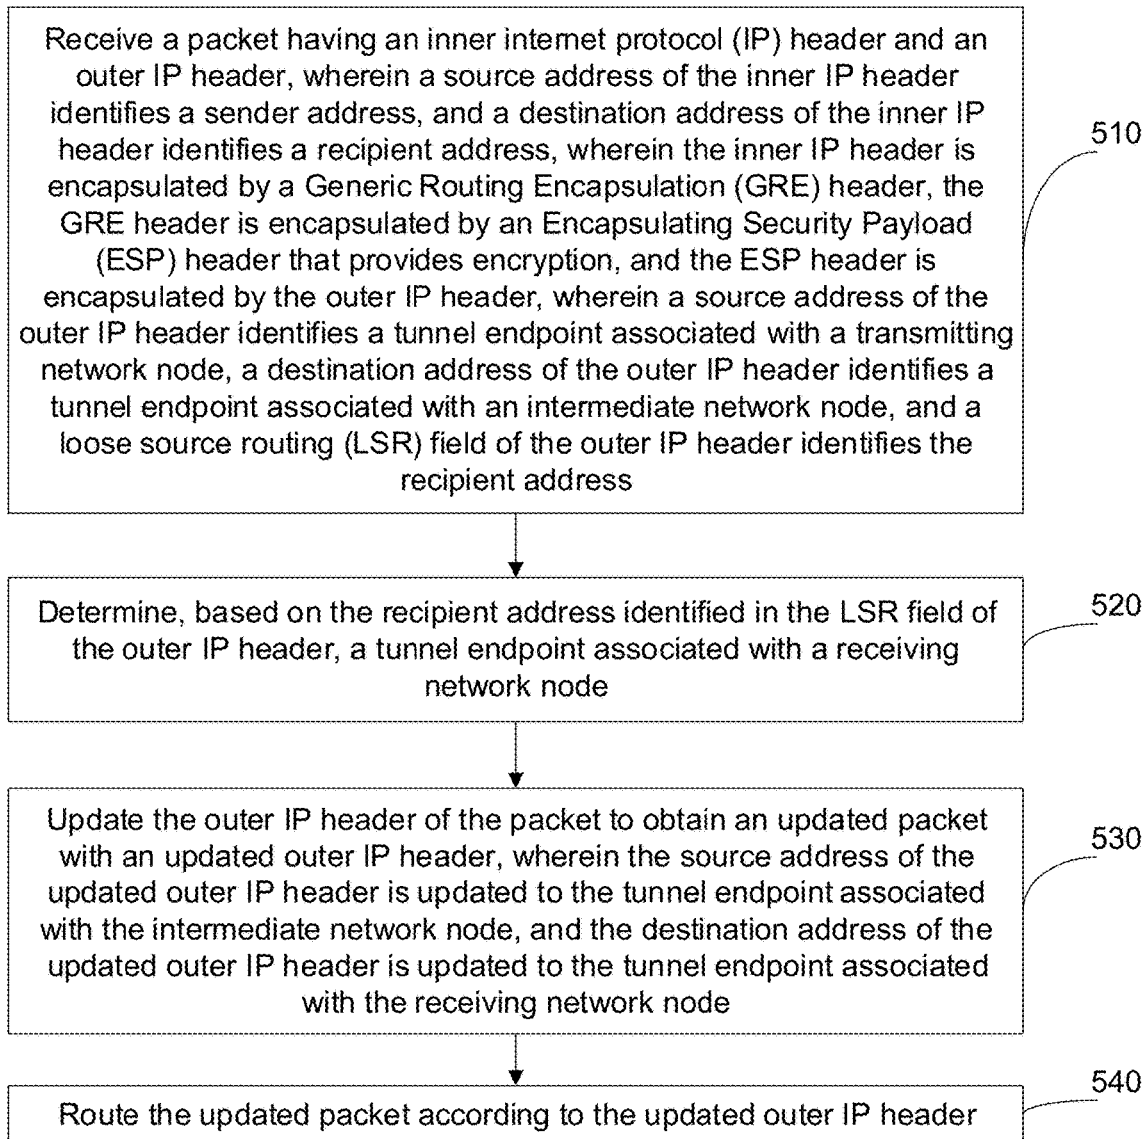 Receive a packet having an inner internet protocol (IP) header and an
outer IP header, wherein a source address of the inner IP header
identifies a sender address, and a destination address of the inner IP
header identifies a recipient address, wherein the inner IP header is
encapsulated by a Generic Routing Encapsulation (GRE) header, the
GRE header is encapsulated by an Encapsulating Security Payload
(ESP) header that provides encryption, and the ESP header is
encapsulated by the outer IP header, wherein a source address of the
outer IP header identifies a tunnel endpoint associated with a transmitting
network node, a destination address of the outer IP header identifies a
tunnel endpoint associated with an intermediate network node, and a
loose source routing (LSR) field of the outer IP header identifies the
recipient address
510
Determine, based on the recipient address identified in the LSR field of
the outer IP header, a tunnel endpoint associated with a receiving
network node
520
Update the outer IP header of the packet to obtain an updated packet
with an updated outer IP header, wherein the source address of the
updated outer IP header is updated to the tunnel endpoint associated
with the intermediate network node, and the destination address of the
updated outer IP header is updated to the tunnel endpoint associated
with the receiving network node
530
Route the updated packet according to the updated outer IP header
540